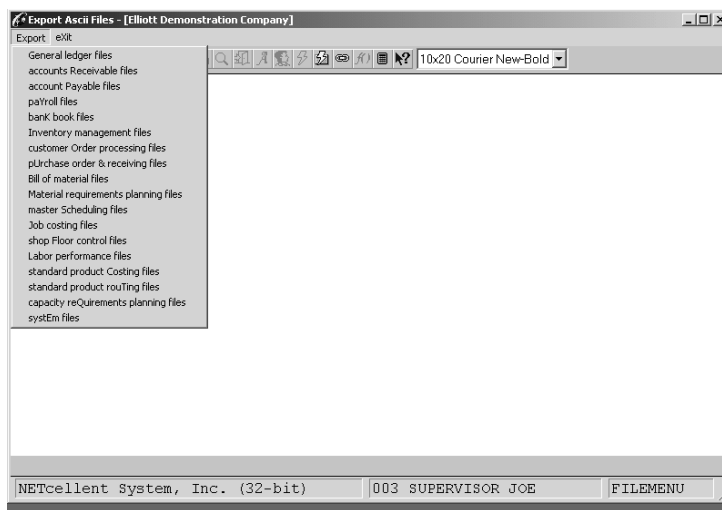 Export Ascii Files - [Elliott Demonstration Company]
Export eXit
10x20 Courier New-Bold
General ledger files
accounts Receivable files
account Payable files
paYroll files
banK book files
Inventory management files
customer Order processing files
pUrchase order & receiving files
Bill of material files
Material requirements planning files
master Scheduling files
Job costing files
shop Floor control files
Labor performance files
standard product Costing files
standard product rouTing files
capacity reQuirements planning files
systEm files
NETcellent System, Inc. (32-bit) 003 SUPERVISOR JOE FILEMENU